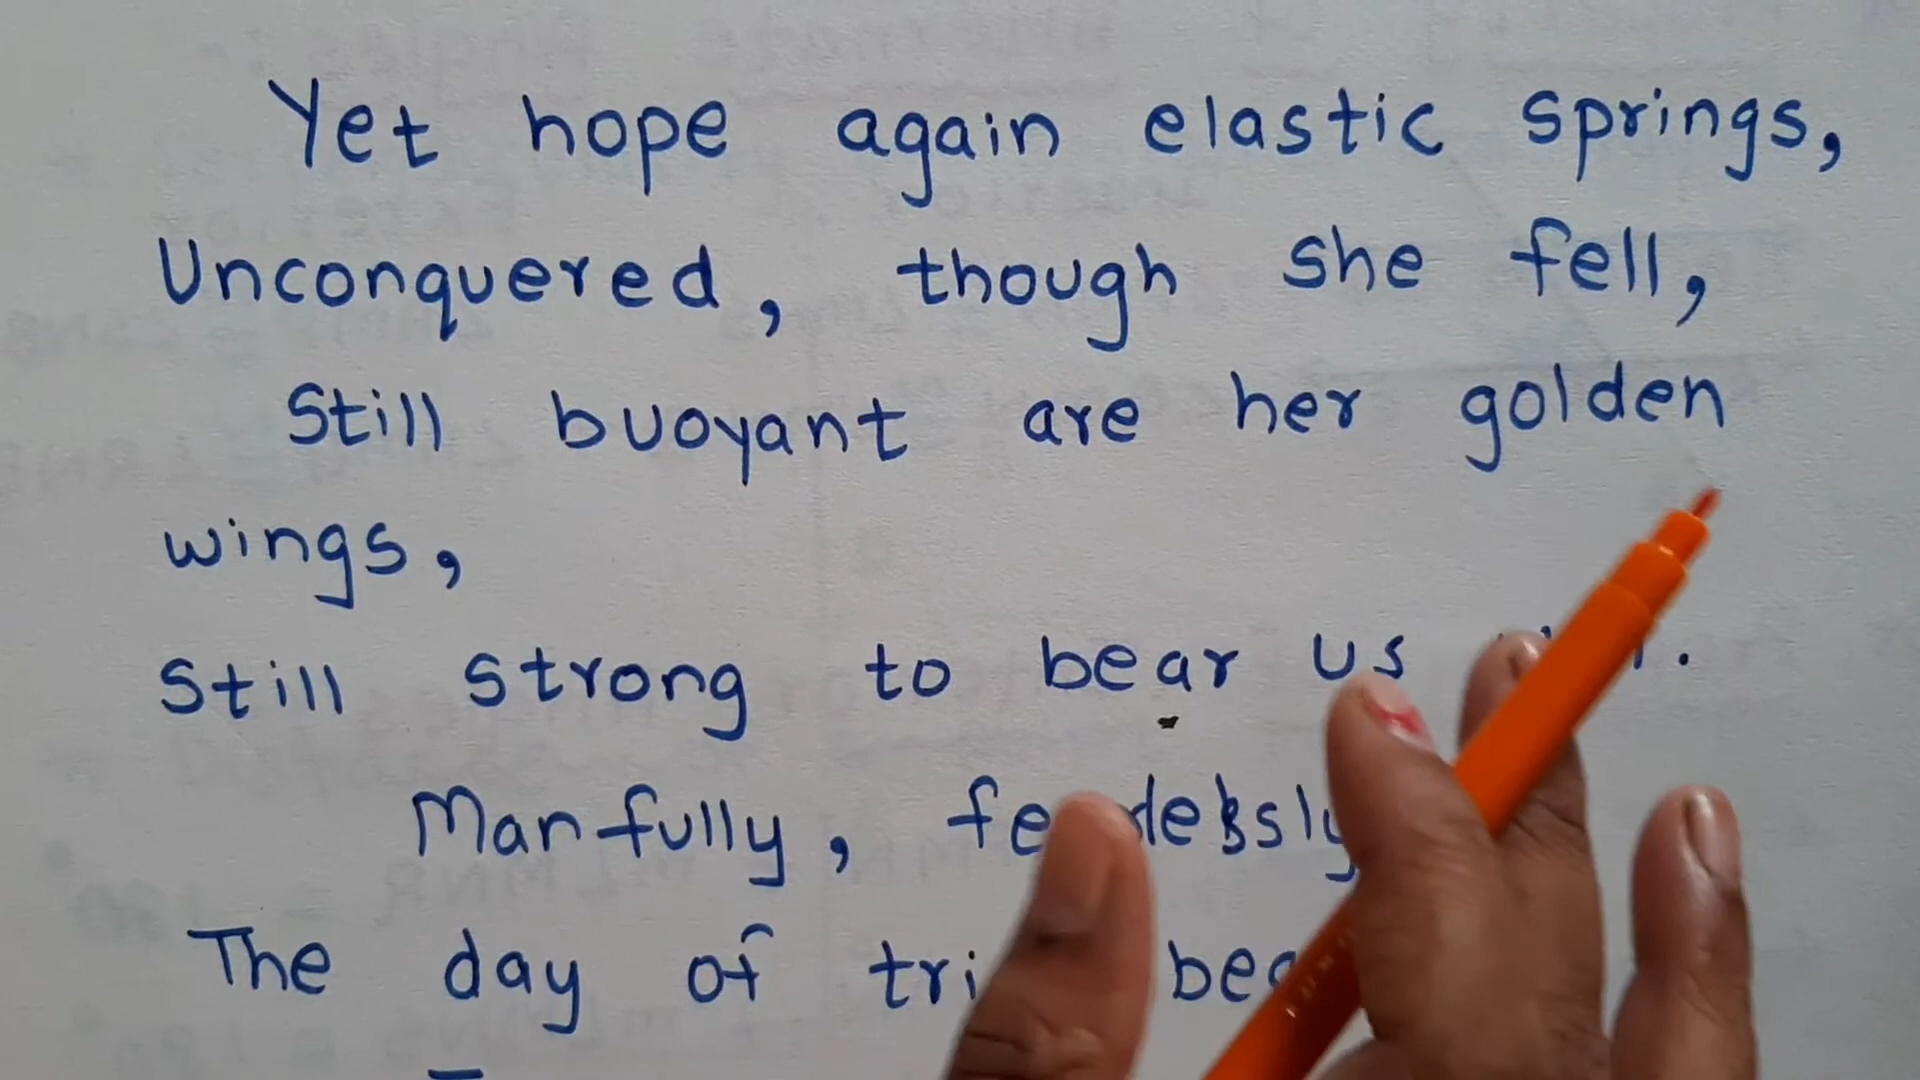 Yet hope again elastic springs,
Unconquered, though she fell,
Still buoyant are her golden
wings,
Still strong to bear us
Manfully,
The day of